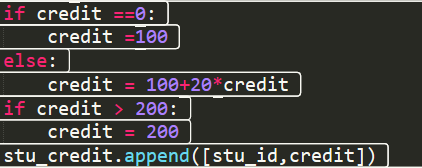 if credit ==0:
    credit =100
else:
    credit = 100+20*credit
if credit > 200:
    credit = 200
stu_credit.append([stu_id,credit])